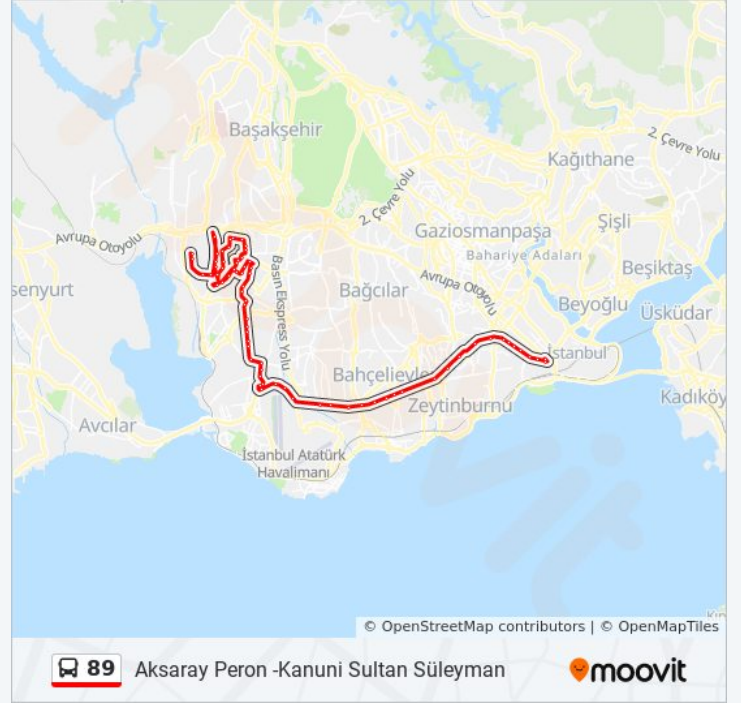 Başakşehir
2. Çevre Yolu
Kağıthane
2. Çevre Yolu
Şişli
Gaziosmanpaşa
Avrupa Otoyolu
Bahariye Adaları
Beşiktaş
senyurt
Basın Ekspress Yolu
Bağcılar
Avrupa Otoyolu
Beyoğlu
Üsküdar
İstanbul
Bahçelievle
Zeytinburnu
Kadıköy
Avcılar
İstanbul Atatürk
Havalimanı
© OpenStreetMap contributors | © OpenMapTiles
89 Aksaray Peron -Kanuni Sultan Süleyman
moovit